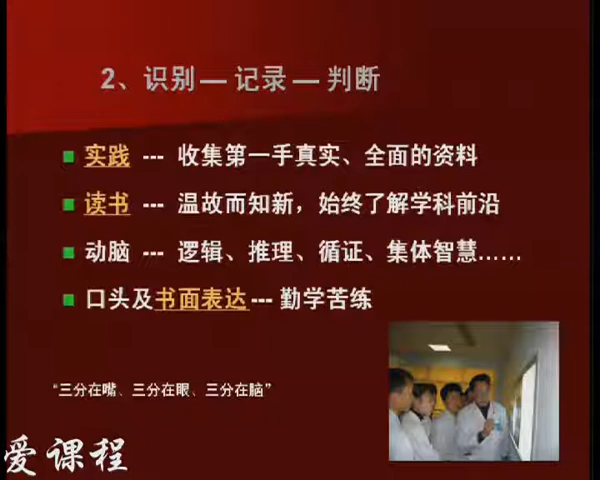 2、识别 — 记录 — 判断
实践 --- 收集第一手真实、全面的资料
读书 --- 温故而知新，始终了解学科前沿
动脑 --- 逻辑、推理、循证、集体智慧……
口头及书面表达--- 勤学苦练
“三分在嘴、三分在眼、三分在脑”
爱课程